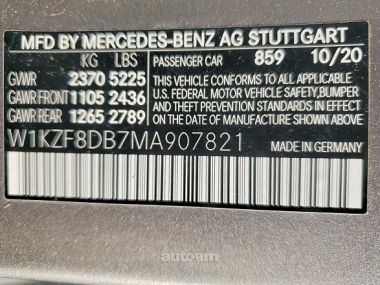 MFD BY MERCEDES-BENZ AG STUTTGART
KG LBS PASSENGER CAR 859 10/20
GVWR 2370 5225 THIS VEHICLE CONFORMS TO ALL APPLICABLE
GAWR FRONT 1105 2436 U.S. FEDERAL MOTOR VEHICLE SAFETY, BUMPER
GAWR REAR 1265 2789 AND THEFT PREVENTION STANDARDS IN EFFECT
ON THE DATE OF MANUFACTURE SHOWN ABOVE.
W1KZF8DB7MA907821
MADE IN GERMANY
autoam